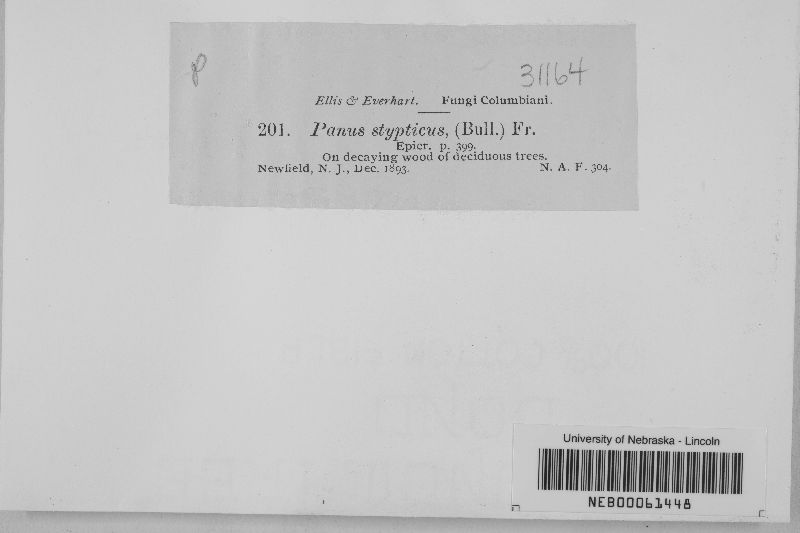 P
31164
Ellis & Everhart. Fungi Columbiani.
201. Panus stypticus, (Bull.) Fr.
Epicr. p. 399.
On decaying wood of deciduous trees.
Newfield, N. J., Dec. 1893. N. A. F. 304.
University of Nebraska - Lincoln
NEB00061448